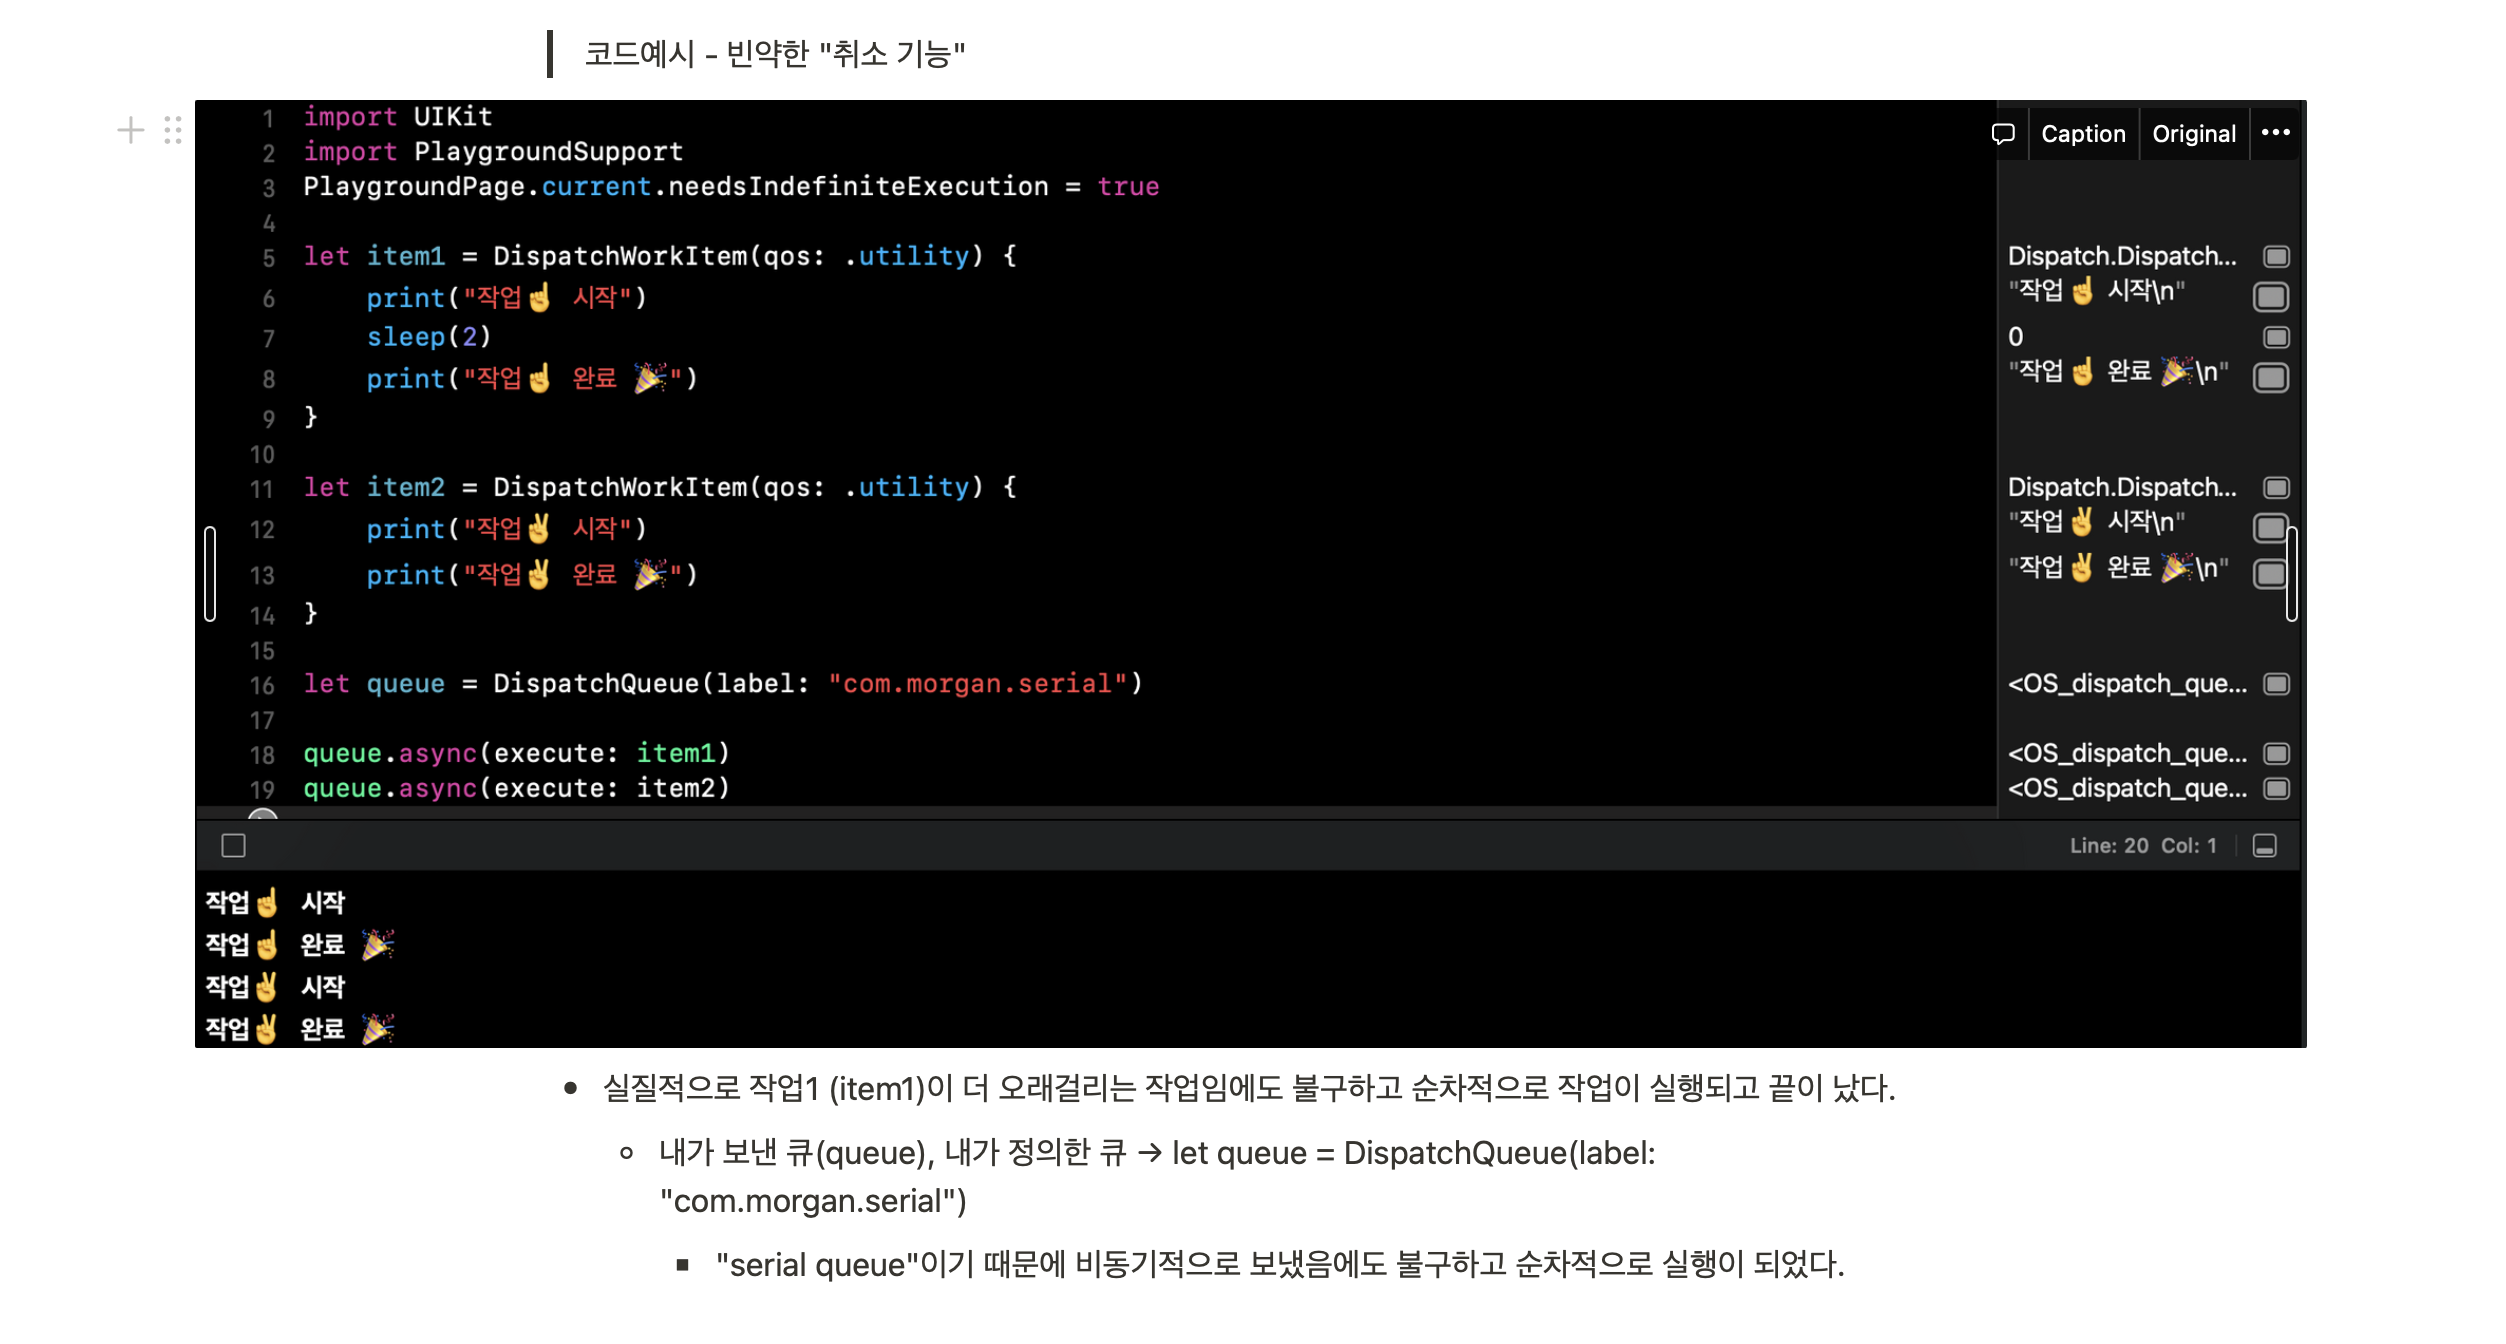 코드예시 - 빈약한 "취소 기능"
Caption Original •••
1 import UIKit
2 import PlaygroundSupport
3 PlaygroundPage.current.needsIndefiniteExecution = true
4
5 let item1 = DispatchWorkItem(qos: .utility) { Dispatch.Dispatch...
6 print("작업☝️ 시작") "작업☝️ 시작\n"
7 sleep(2) 0
8 print("작업☝️ 완료 🎉") "작업☝️ 완료 🎉\n"
9 }
10
11 let item2 = DispatchWorkItem(qos: .utility) { Dispatch.Dispatch...
12 print("작업✌️ 시작") "작업✌️ 시작\n"
13 print("작업✌️ 완료 🎉") "작업✌️ 완료 🎉\n"
14 }
15
16 let queue = DispatchQueue(label: "com.morgan.serial") <OS_dispatch_que...
17
18 queue.async(execute: item1) <OS_dispatch_que...
19 queue.async(execute: item2) <OS_dispatch_que...
Line: 20 Col: 1
작업☝️ 시작
작업☝️ 완료 🎉
작업✌️ 시작
작업✌️ 완료 🎉
• 실질적으로 작업1 (item1)이 더 오래걸리는 작업임에도 불구하고 순차적으로 작업이 실행되고 끝이 났다.
◦ 내가 보낸 큐(queue), 내가 정의한 큐 → let queue = DispatchQueue(label:
"com.morgan.serial")
▪ "serial queue"이기 때문에 비동기적으로 보냈음에도 불구하고 순차적으로 실행이 되었다.